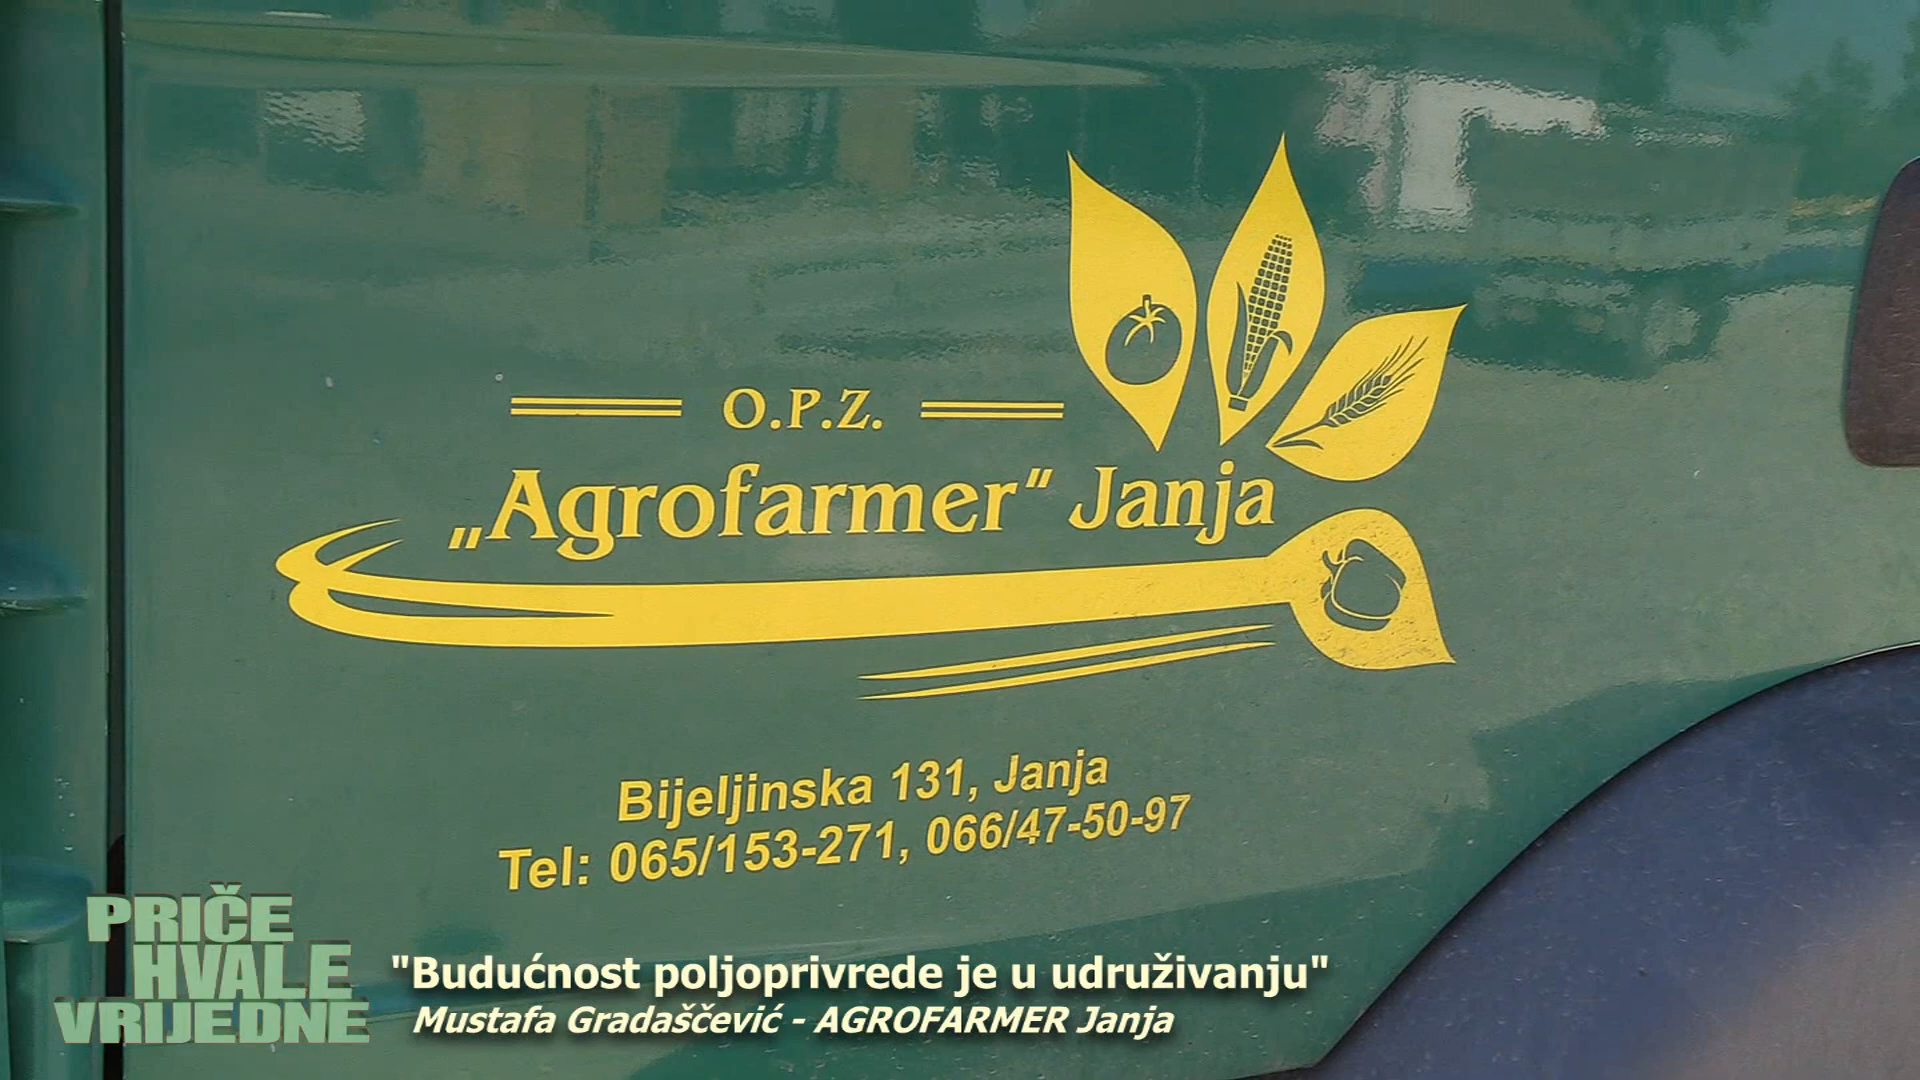 O.P.Z.
„Agrofarmer" Janja
Bijeljinska 131, Janja
Tel: 065/153-271, 066/47-50-97
PRIČE
HVALE
VRIJEDNE
"Budućnost poljoprivrede je u udruživanju"
Mustafa Gradaščević - AGROFARMER Janja